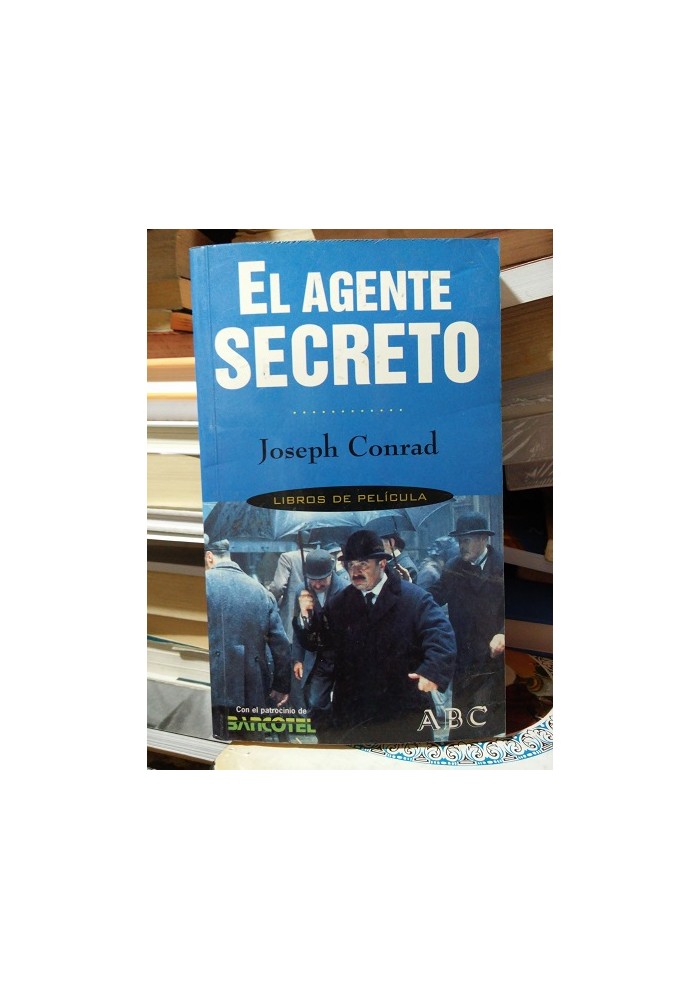 EL AGENTE
SECRETO
Joseph Conrad
LIBROS DE PELÍCULA
Con el patrocinio de
BARCOTEL
ABC